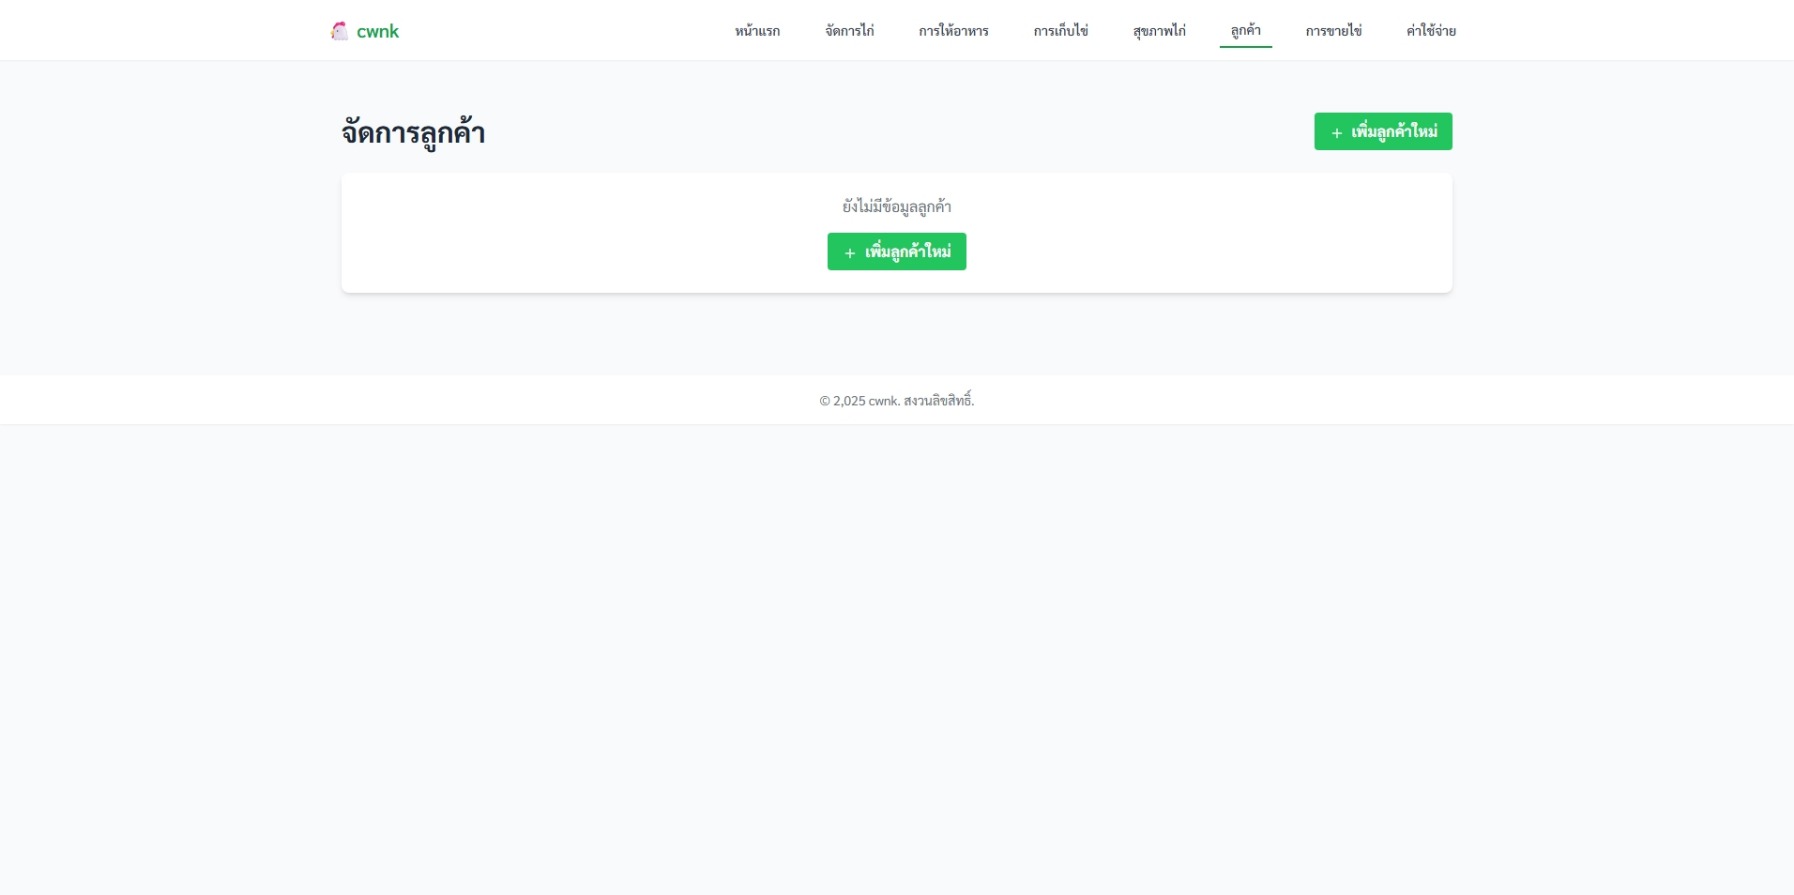 cwnk
หน้าแรก จัดการไก่ การให้อาหาร การเก็บไข่ สุขภาพไก่ ลูกค้า การขายไข่ ค่าใช้จ่าย
จัดการลูกค้า
+ เพิ่มลูกค้าใหม่
ยังไม่มีข้อมูลลูกค้า
+ เพิ่มลูกค้าใหม่
© 2,025 cwnk. สงวนลิขสิทธิ์.